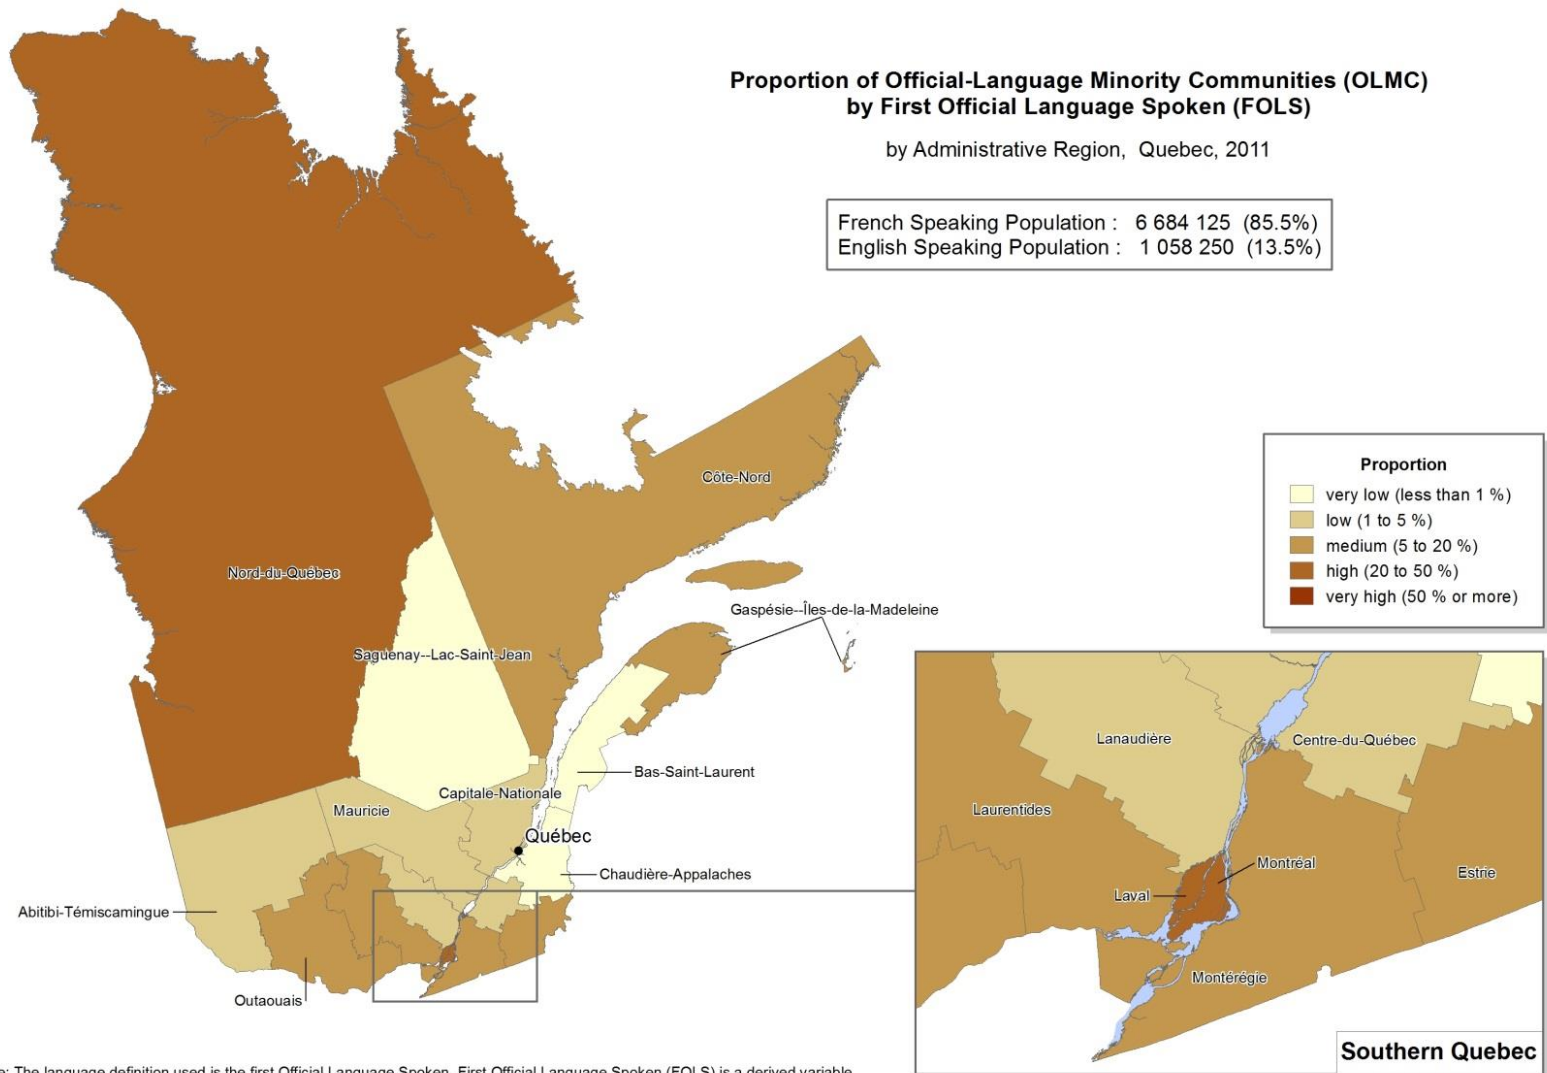 Proportion of Official-Language Minority Communities (OLMC)
by First Official Language Spoken (FOLS)
by Administrative Region, Quebec, 2011
French Speaking Population : 6 684 125 (85.5%)
English Speaking Population : 1 058 250 (13.5%)
Côte-Nord
Proportion
very low (less than 1 %)
low (1 to 5 %)
medium (5 to 20 %)
high (20 to 50 %)
very high (50 % or more)
Nord-du-Québec
Gaspésie--Îles-de-la-Madeleine
Saguenay--Lac-Saint-Jean
Bas-Saint-Laurent
Capitale-Nationale
Mauricie
Québec
Chaudière-Appalaches
Abitibi-Témiscamingue
Outaouais
Lanaudière
Centre-du-Québec
Laurentides
Montréal
Estrie
Laval
Montérégie
Southern Quebec
The language definition used is the first Official Language Spoken. First Official Language Spoken (FOLS) is a derived variable